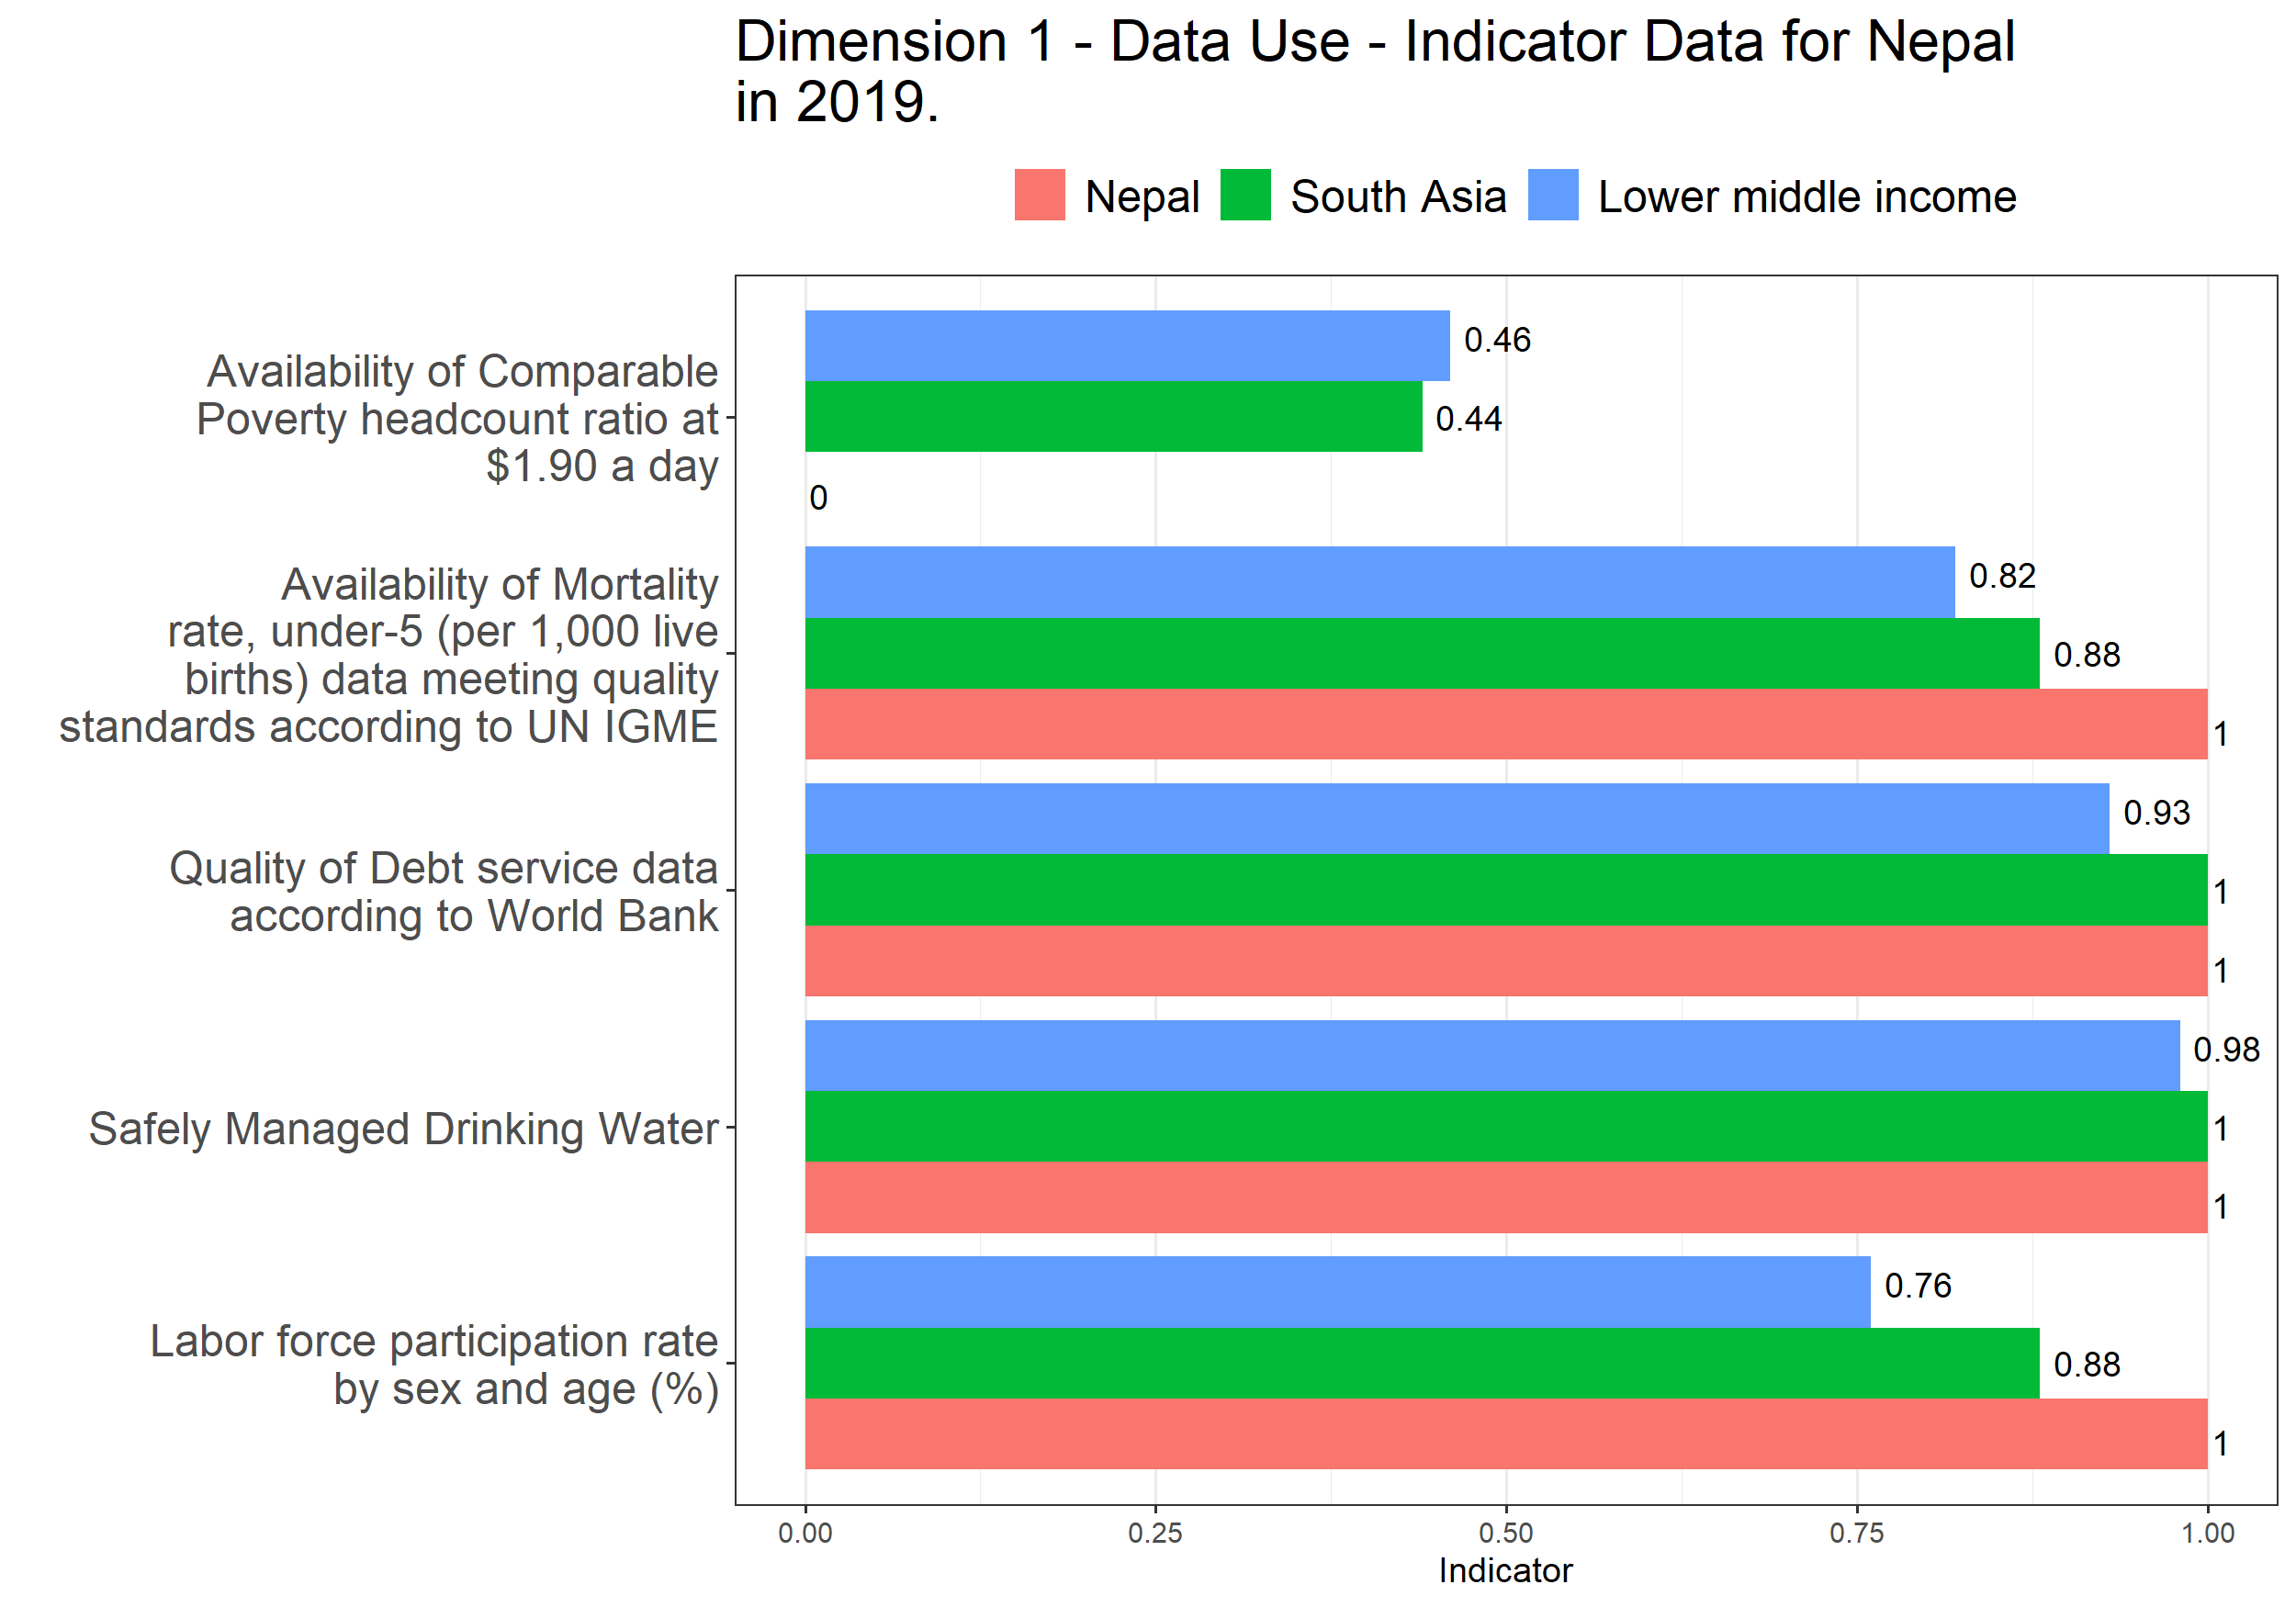 Dimension 1 - Data Use - Indicator Data for Nepal
in 2019.
Nepal South Asia Lower middle income
Availability of Comparable
Poverty headcount ratio at
$1.90 a day
0.46
0.44
0
Availability of Mortality
rate, under-5 (per 1,000 live
births) data meeting quality
standards according to UN IGME
0.82
0.88
1
Quality of Debt service data
according to World Bank
0.93
1
1
Safely Managed Drinking Water
0.98
1
1
Labor force participation rate
by sex and age (%)
0.76
0.88
1
0.00 0.25 0.50 0.75 1.00
Indicator